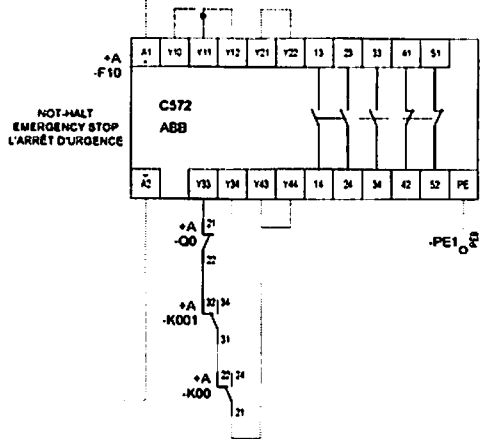 A1 Y10 Y11 Y12 Y21 Y22 13 23 33 41 51
+A
-F10
NOT-HALT
EMERGENCY STOP
L'ARRÊT D'URGENCE
C572
ABB
A2 Y33 Y34 Y43 Y44 14 24 34 42 52 PE
+A
-Q0
21
22
-PE1
PE0
+A
-K001
32
34
31
+A
-K00
22
24
21